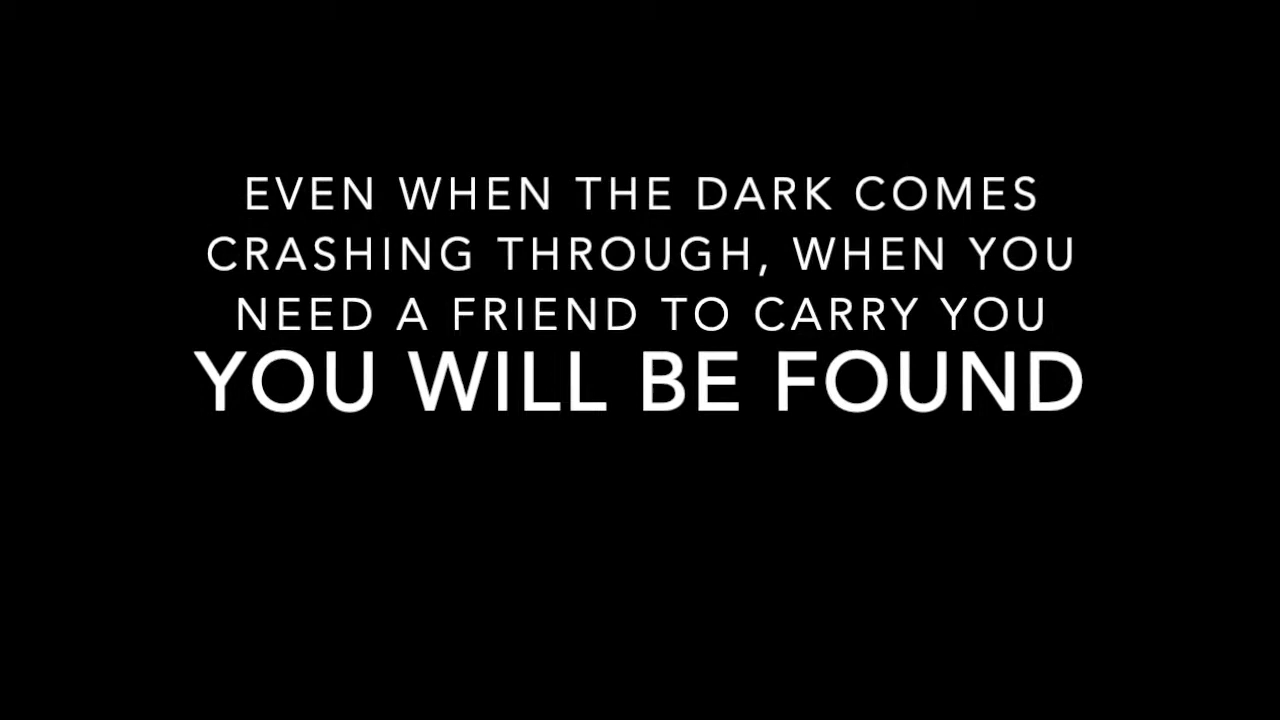 EVEN WHEN THE DARK COMES
CRASHING THROUGH, WHEN YOU
NEED A FRIEND TO CARRY YOU
YOU WILL BE FOUND